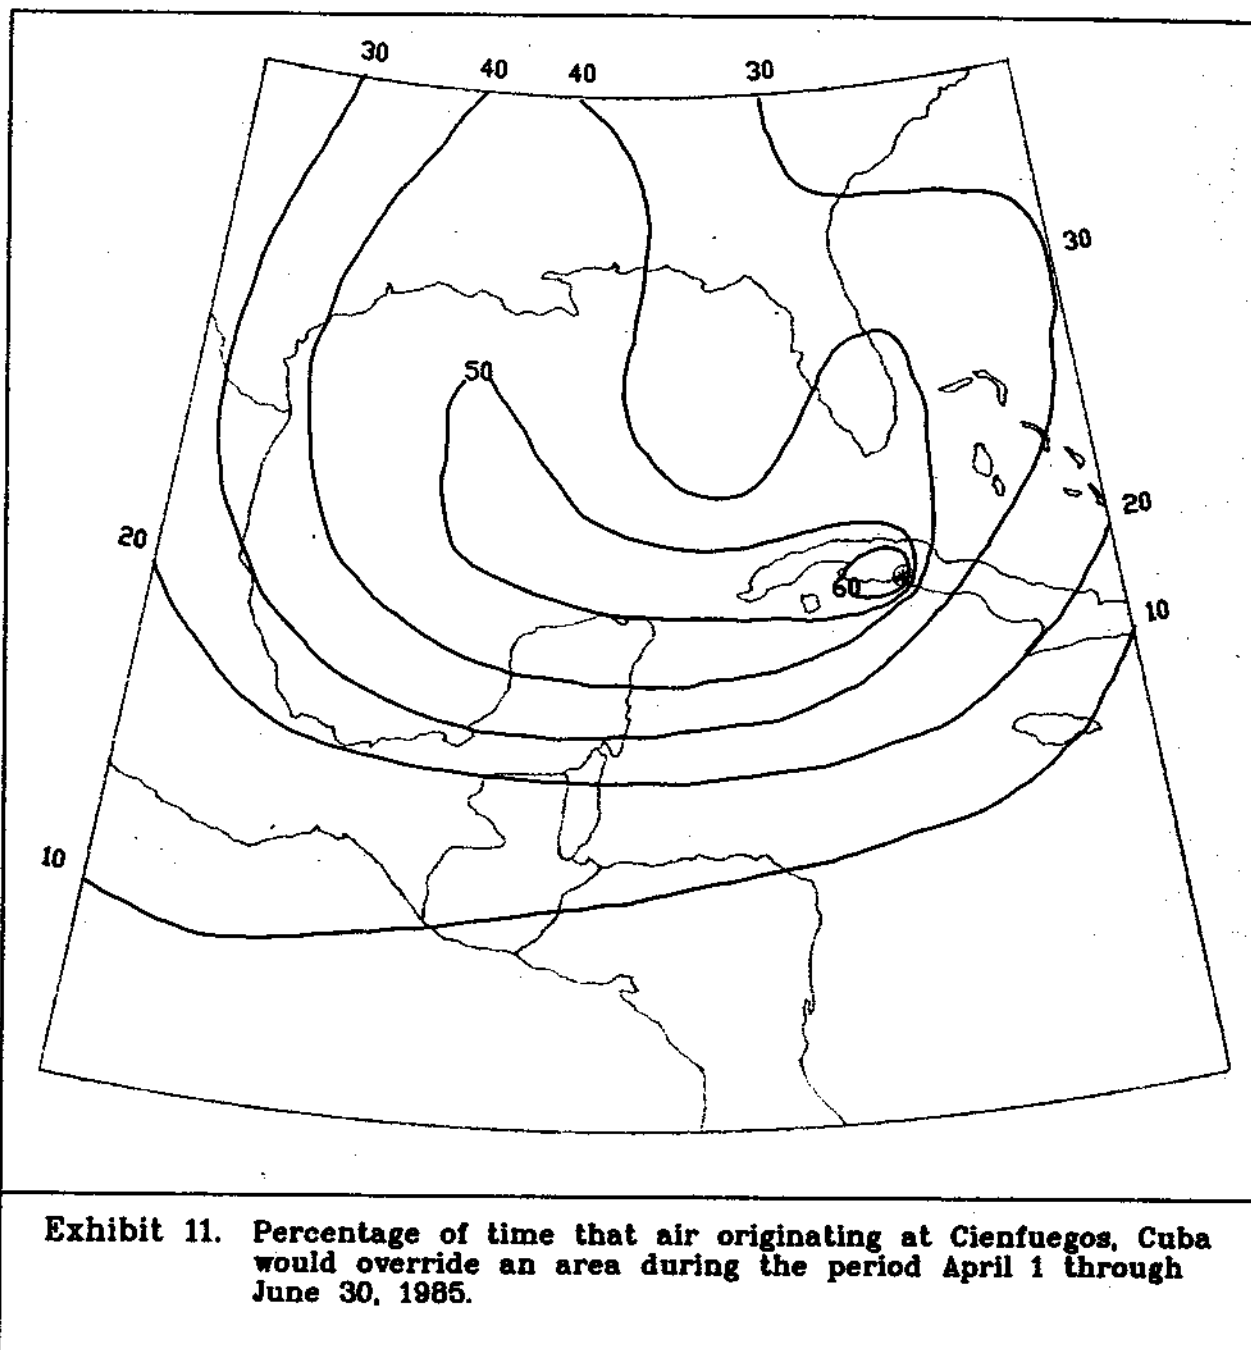 30
40 40 30
30
50
20
20
60
10
10
Exhibit 11. Percentage of time that air originating at Cienfuegos, Cuba
would override an area during the period April 1 through
June 30, 1985.